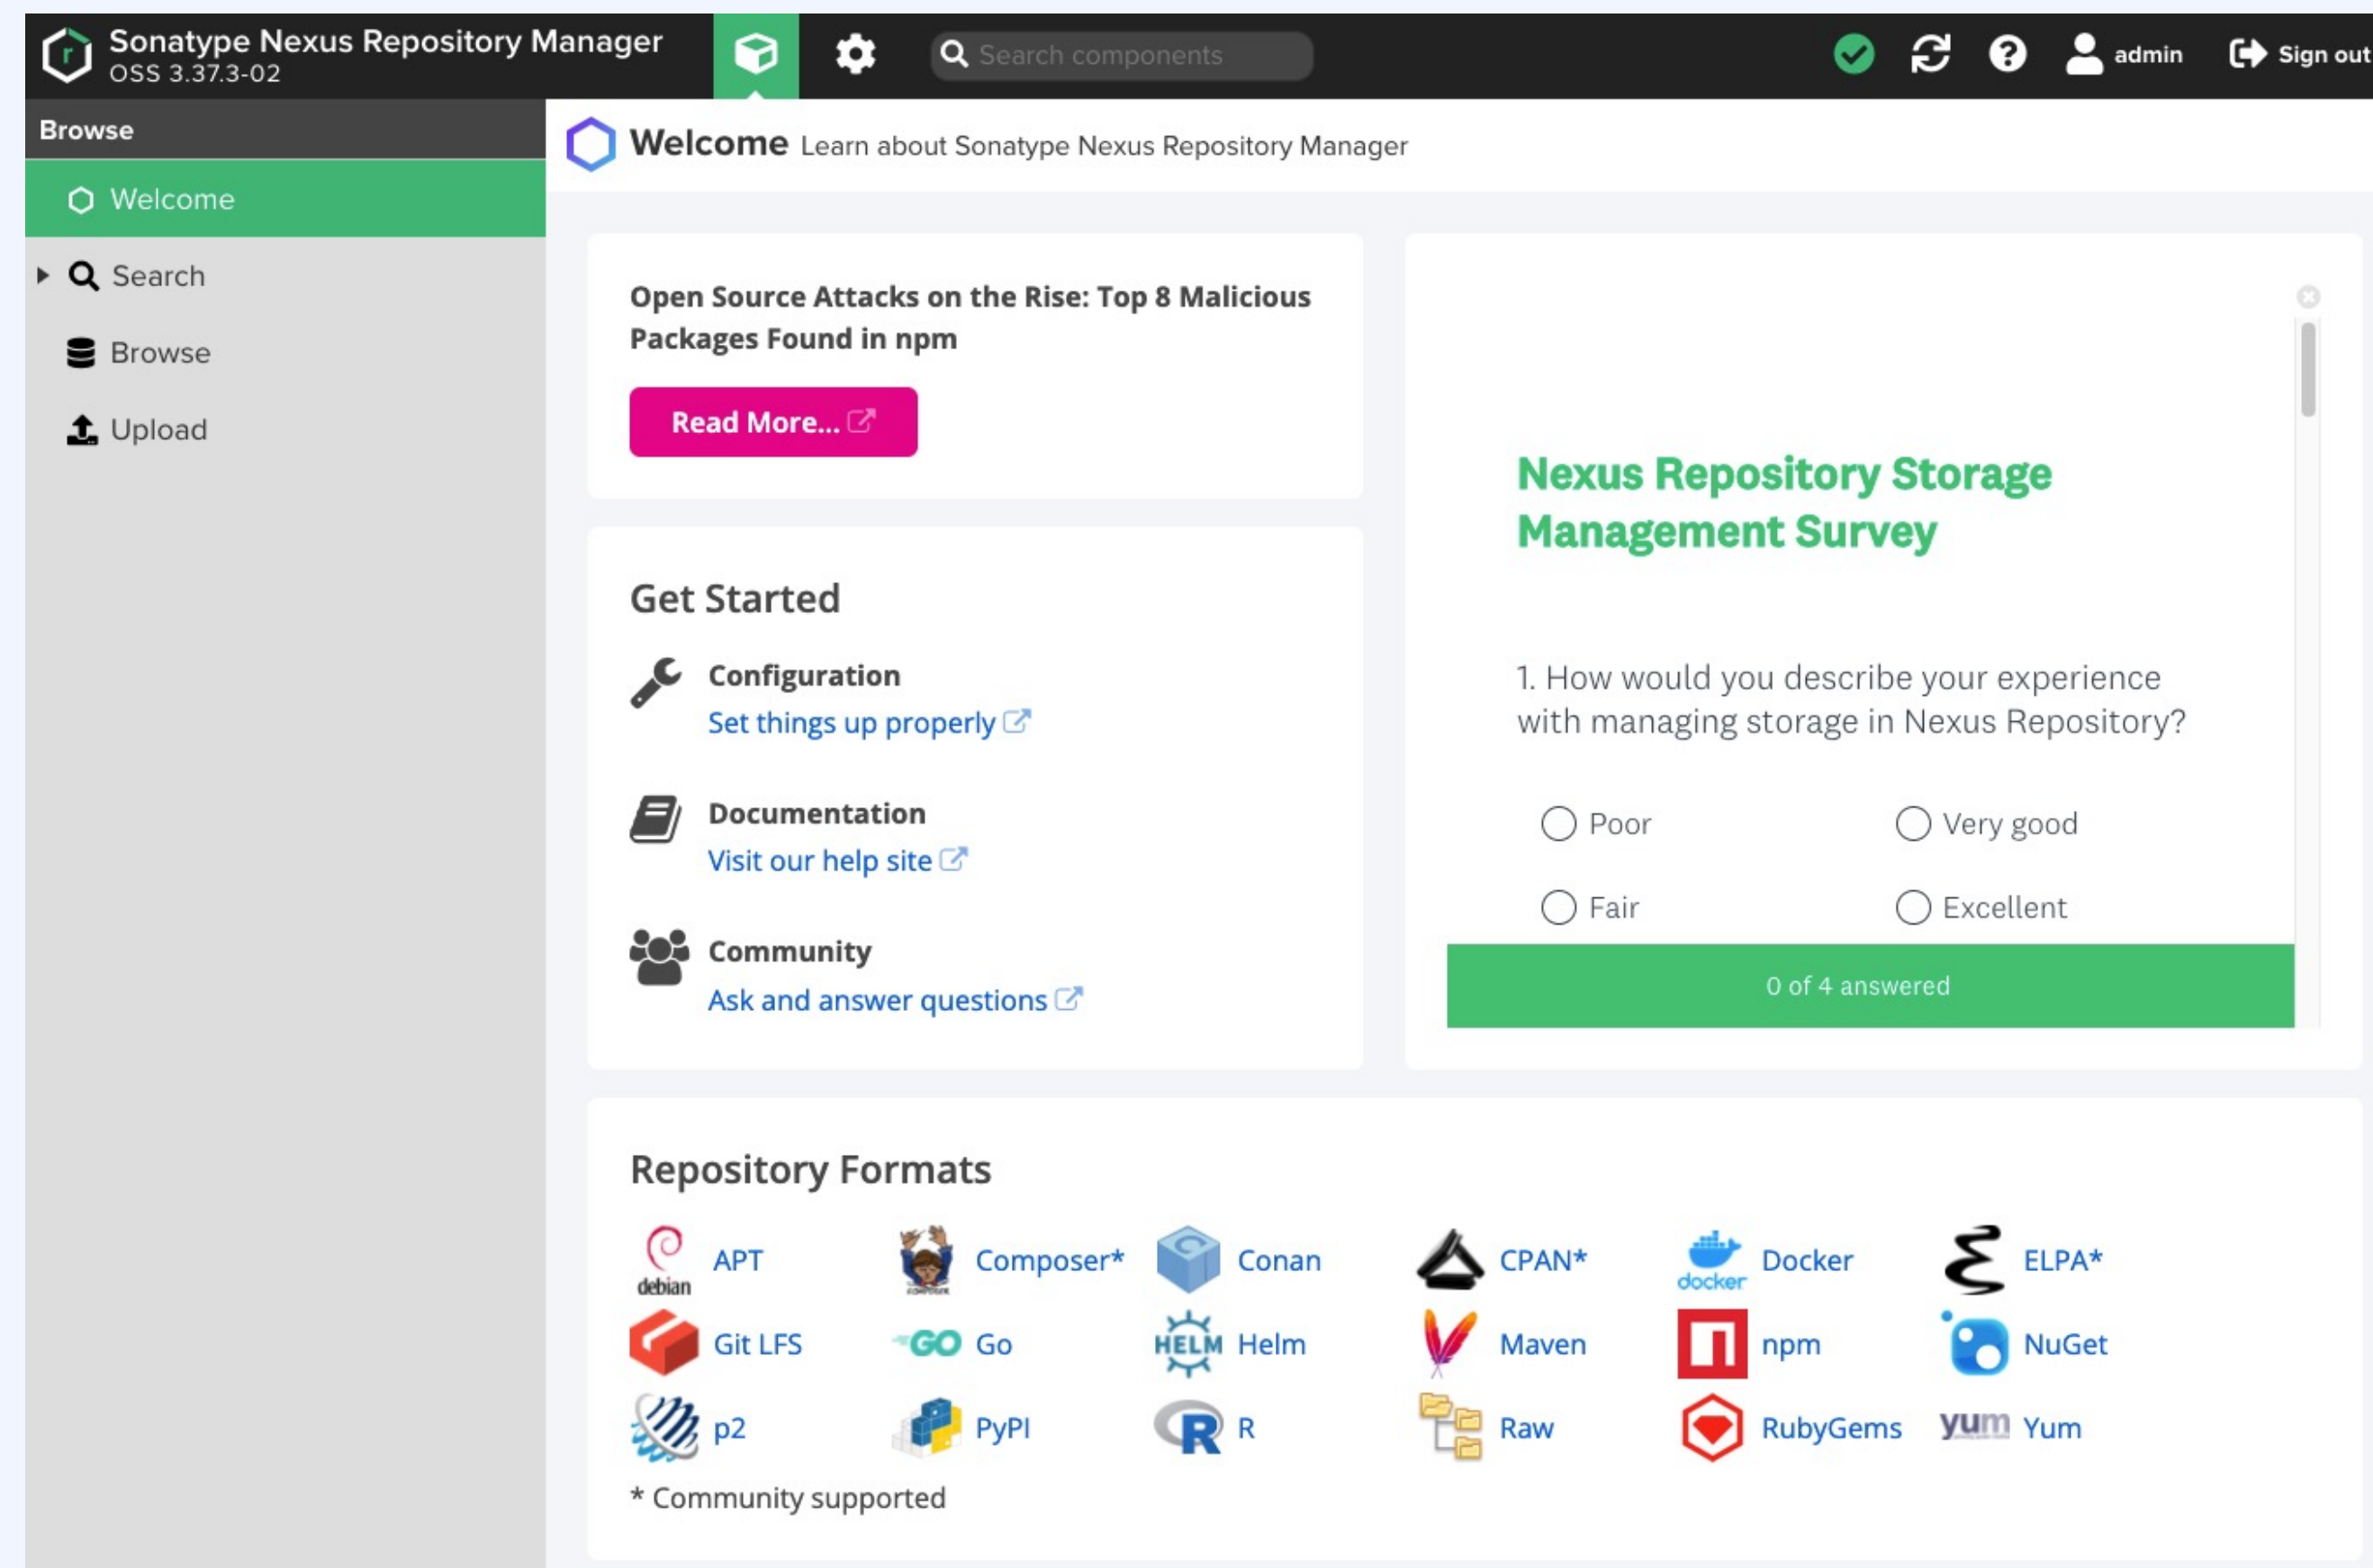 Sonatype Nexus Repository Manager
OSS 3.37.3-02
Search components
admin
Sign out
Browse
Welcome
Search
Browse
Upload
Welcome Learn about Sonatype Nexus Repository Manager
Open Source Attacks on the Rise: Top 8 Malicious
Packages Found in npm
Read More...
Get Started
Configuration
Set things up properly
Documentation
Visit our help site
Community
Ask and answer questions
Nexus Repository Storage
Management Survey
1. How would you describe your experience
with managing storage in Nexus Repository?
Poor
Very good
Fair
Excellent
0 of 4 answered
Repository Formats
debian APT
Composer*
Conan
CPAN*
docker Docker
ELPA*
Git LFS
GO Go
HELM Helm
Maven
npm
NuGet
p2
PyPI
R R
Raw
RubyGems
yum Yum
* Community supported